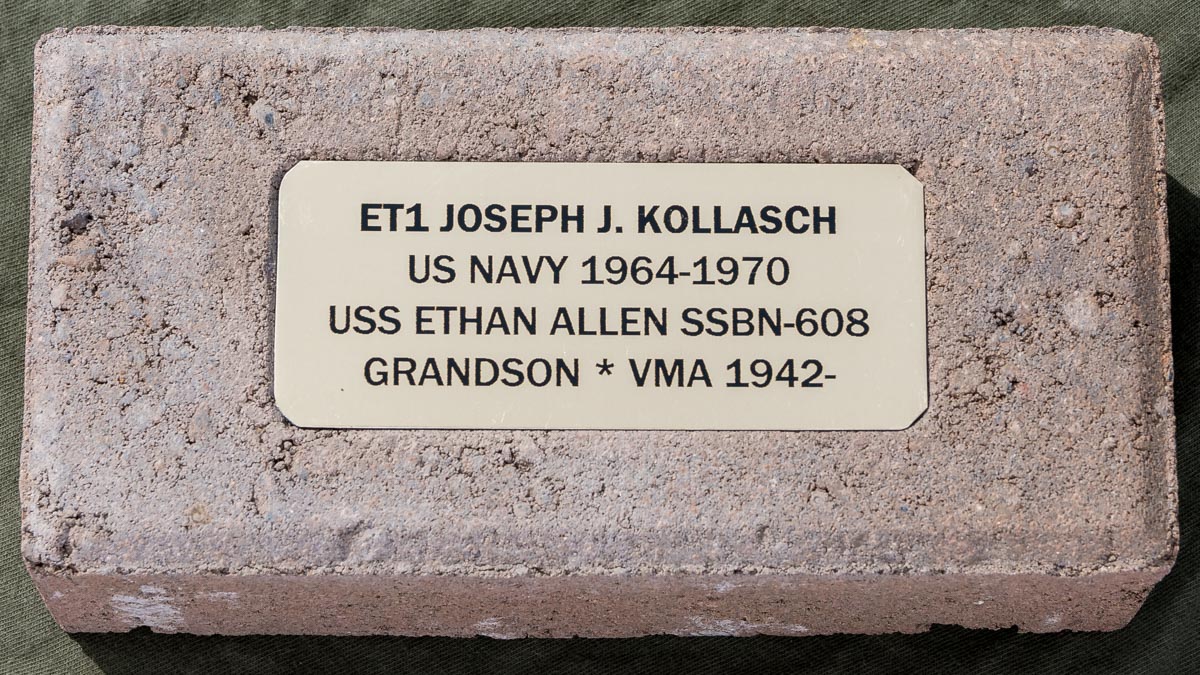 ET1 JOSEPH J. KOLLASCH
US NAVY 1964-1970
USS ETHAN ALLEN SSBN-608
GRANDSON * VMA 1942-